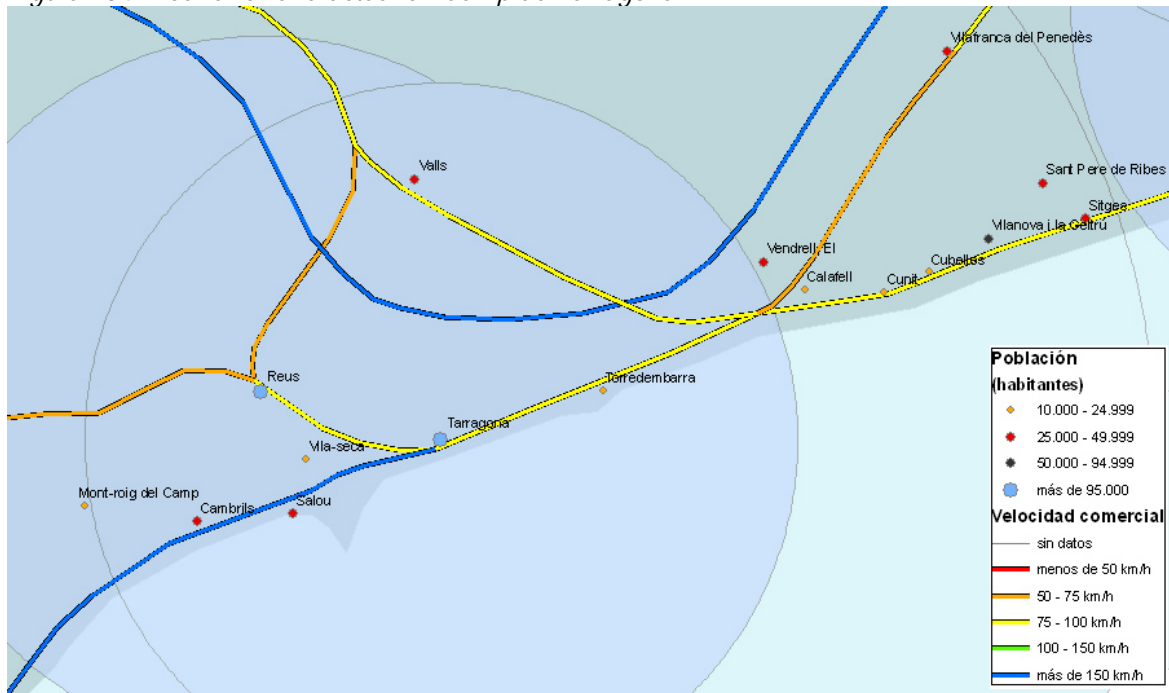 Vilafranca del Penedès
Valls
Sant Pere de Ribes
Sitges
Vilanova i la Geltrú
Vendrell, El
Cubelles
Calafell
Cunit
Reus
Torredembarra
Tarragona
Vila-seca
Mont-roig del Camp
Cambrils
Salou
Población
(habitantes)
10.000 - 24.999
25.000 - 49.999
50.000 - 94.999
más de 95.000
Velocidad comercial
sin datos
menos de 50 km/h
50 - 75 km/h
75 - 100 km/h
100 - 150 km/h
más de 150 km/h